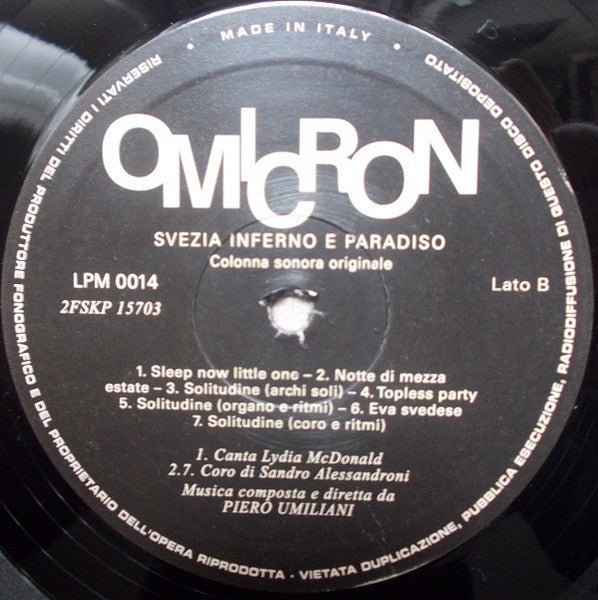 MADE IN ITALY
RISERVATI I DIRITTI DEL PRODUTTORE FONOGRAFICO E DEL PROPRIETARIO DELL'OPERA RIPRODOTTA - VIETATA DUPLICAZIONE, PUBBLICA ESECUZIONE, RADIODIFFUSIONE DI QUESTO DISCO DEPOSITATO
OMICRON
SVEZIA INFERNO E PARADISO
Colonna sonora originale
LPM 0014
Lato B
2FSKP 15703
1. Sleep now little one – 2. Notte di mezza
estate – 3. Solitudine (archi soli) – 4. Topless party
5. Solitudine (organo e ritmi) – 6. Eva svedese
7. Solitudine (coro e ritmi)
1. Canta Lydia McDonald
2.7. Coro di Sandro Alessandroni
Musica composta e diretta da
PIERO UMILIANI